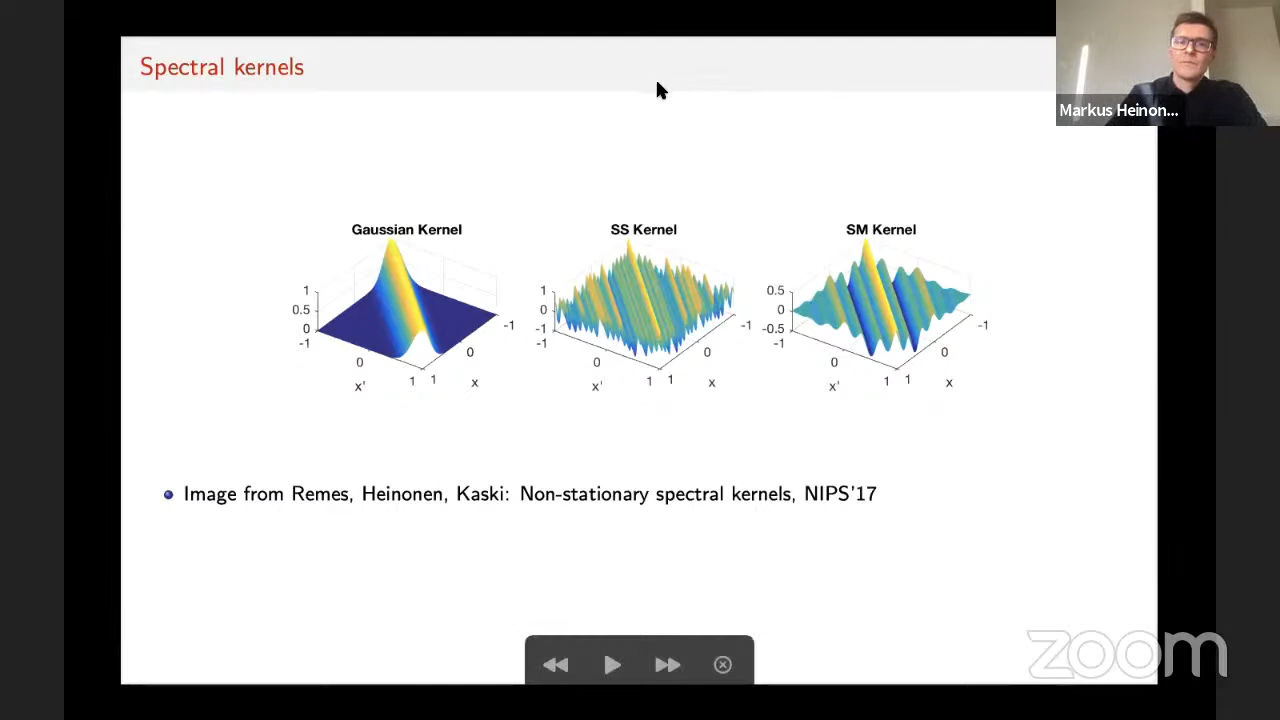 Spectral kernels
Markus Heinon...
Gaussian Kernel
SS Kernel
SM Kernel
1
0.5
0
-1
0
1
x'
1
0
-1
x
1
0
-1
-1
0
1
x'
1
0
-1
x
0.5
0
-0.5
-1
0
1
x'
1
0
-1
x
Image from Remes, Heinonen, Kaski: Non-stationary spectral kernels, NIPS'17
zoom